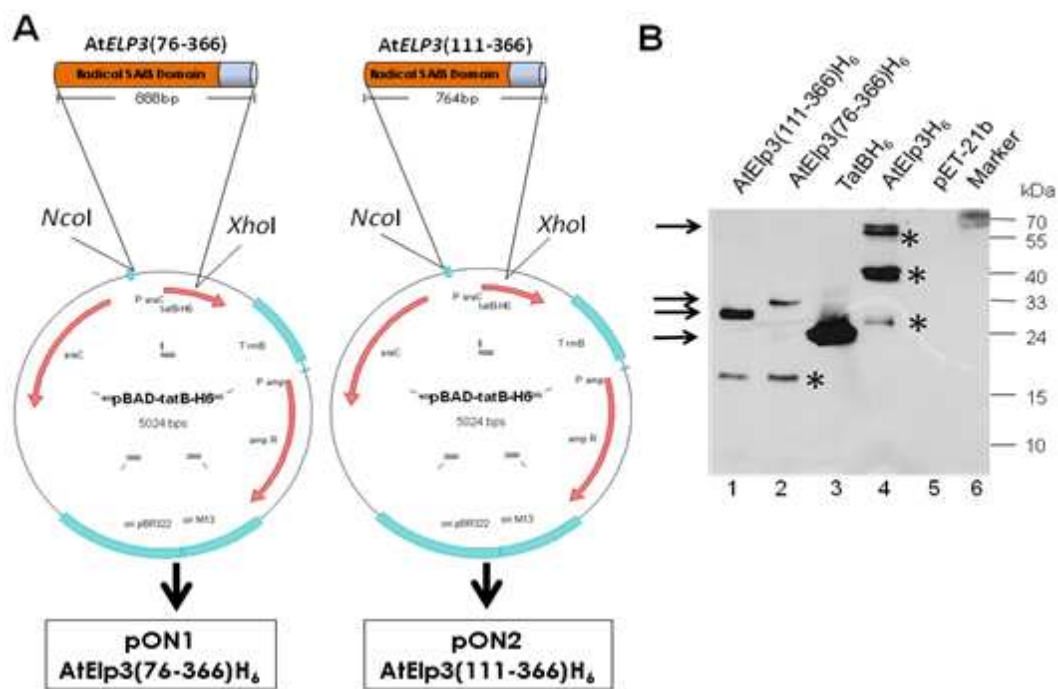 A
AtELP3(76-366)
Radical SAM Domain
888bp
NcoI
XhoI
P araC
tatB-H6
araC
T rrnB
pBAD-tatB-H6
5024 bps
P amp
amp R
ori pBR322
ori M13
pON1
AtElp3(76-366)H6
AtELP3(111-366)
Radical SAM Domain
764bp
NcoI
XhoI
P araC
tatB-H6
araC
T rrnB
pBAD-tatB-H6
5024 bps
P amp
amp R
ori pBR322
ori M13
pON2
AtElp3(111-366)H6
B
AtElp3(111-366)H6
AtElp3(76-366)H6
TatBH6
AtElp3H6
pET-21b
Marker
kDa
70
55
40
33
24
15
10
*
*
*
*
1 2 3 4 5 6